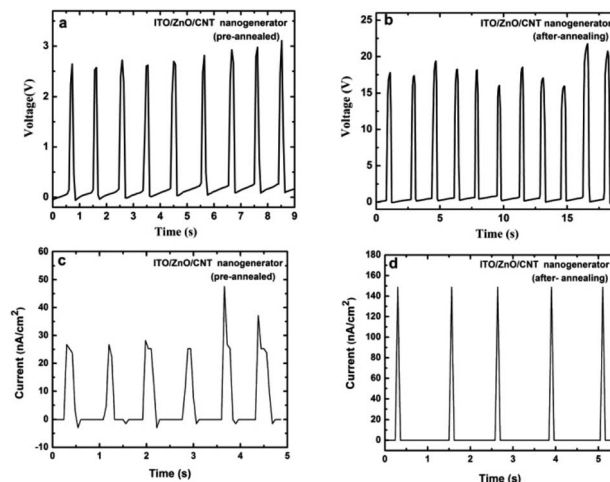 a
ITO/ZnO/CNT nanogenerator
(pre-annealed)
Voltage(V)
3
2
1
0
0 1 2 3 4 5 6 7 8 9
Time (s)
b
ITO/ZnO/CNT nanogenerator
(after-annealing)
Voltage (V)
25
20
15
10
5
0
0 5 10 15
Time (s)
c
ITO/ZnO/CNT nanogenerator
(pre-annealed)
Current (nA/cm²)
60
50
40
30
20
10
0
-10
0 1 2 3 4 5
Time (s)
d
ITO/ZnO/CNT nanogenerator
(after- annealing)
Current (nA/cm²)
180
160
140
120
100
80
60
40
20
0
0 1 2 3 4 5
Time (s)